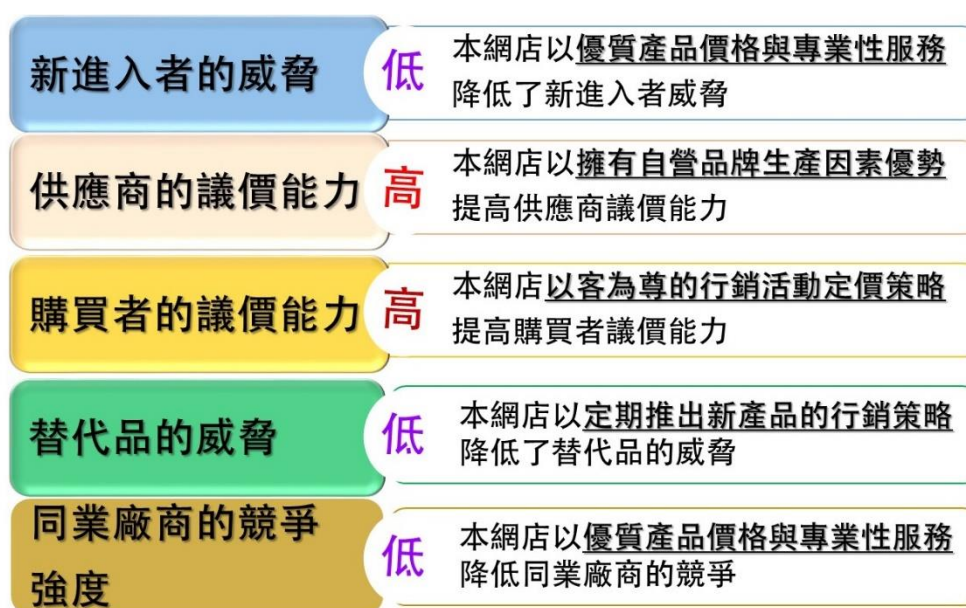 新進入者的威脅
低
本網店以優質產品價格與專業性服務
降低了新進入者威脅
供應商的議價能力
高
本網店以擁有自營品牌生產因素優勢
提高供應商議價能力
購買者的議價能力
高
本網店以客為尊的行銷活動定價策略
提高購買者議價能力
替代品的威脅
低
本網店以定期推出新產品的行銷策略
降低了替代品的威脅
同業廠商的競爭
強度
低
本網店以優質產品價格與專業性服務
降低同業廠商的競爭